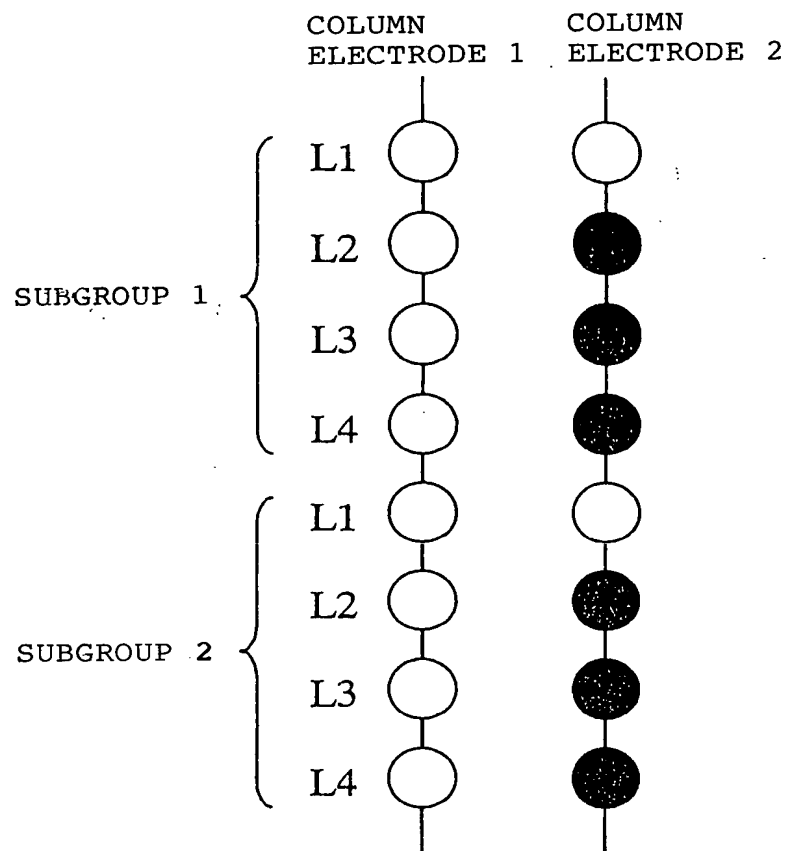 COLUMN
ELECTRODE 1
COLUMN
ELECTRODE 2
SUBGROUP 1
L1
L2
L3
L4
SUBGROUP 2
L1
L2
L3
L4